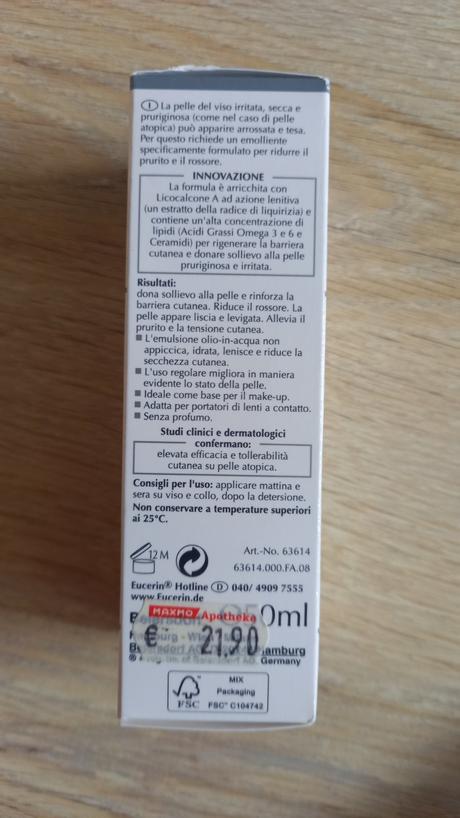 I La pelle del viso irritata, secca e
pruriginosa (come nel caso di pelle
atopica) può apparire arrossata e tesa.
Per questo richiede un emolliente
specificamente formulato per ridurre il
prurito e il rossore.
INNOVAZIONE
La formula è arricchita con
Licocalcone A ad azione lenitiva
(un estratto della radice di liquirizia) e
contiene un'alta concentrazione di
lipidi (Acidi Grassi Omega 3 e 6 e
Ceramidi) per rigenerare la barriera
cutanea e donare sollievo alla pelle
pruriginosa e irritata.
Risultati:
dona sollievo alla pelle e rinforza la
barriera cutanea. Riduce il rossore. La
pelle appare liscia e levigata. Allevia il
prurito e la tensione cutanea.
■ L'emulsione olio-in-acqua non
appiccica, idrata, lenisce e riduce la
secchezza cutanea.
■ L'uso regolare migliora in maniera
evidente lo stato della pelle.
■ Ideale come base per il make-up.
■ Adatta per portatori di lenti a contatto.
■ Senza profumo.
Studi clinici e dermatologici
confermano:
elevata efficacia e tollerabilità
cutanea su pelle atopica.
Consigli per l'uso: applicare mattina e
sera su viso e collo, dopo la detersione.
Non conservare a temperature superiori
ai 25°C.
12 M
Art.-No. 63614
63614.000.FA.08
Eucerin® Hotline D 040/ 4909 7555
www.Eucerin.de
MAXMO Apotheke
0ml
€ 21,90
Germany
FSC
MIX
Packaging
FSC® C104742